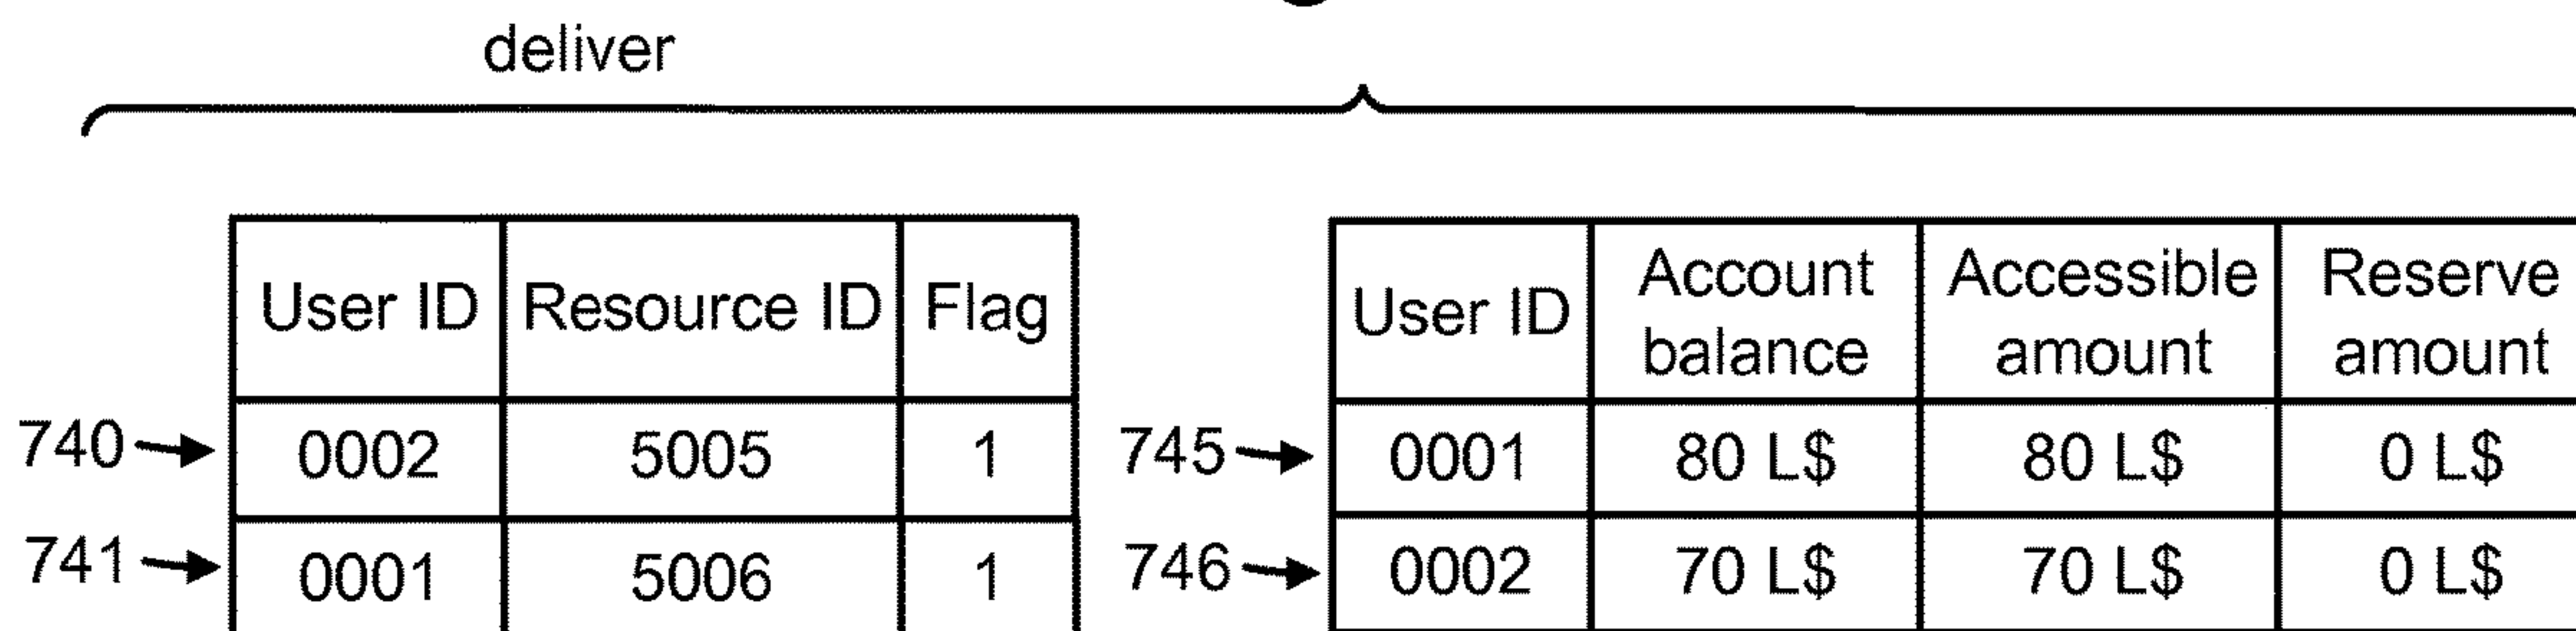 deliver
User ID Resource ID Flag
740 0002 5005 1
741 0001 5006 1
User ID Account balance Accessible amount Reserve amount
745 0001 80 L$ 80 L$ 0 L$
746 0002 70 L$ 70 L$ 0 L$